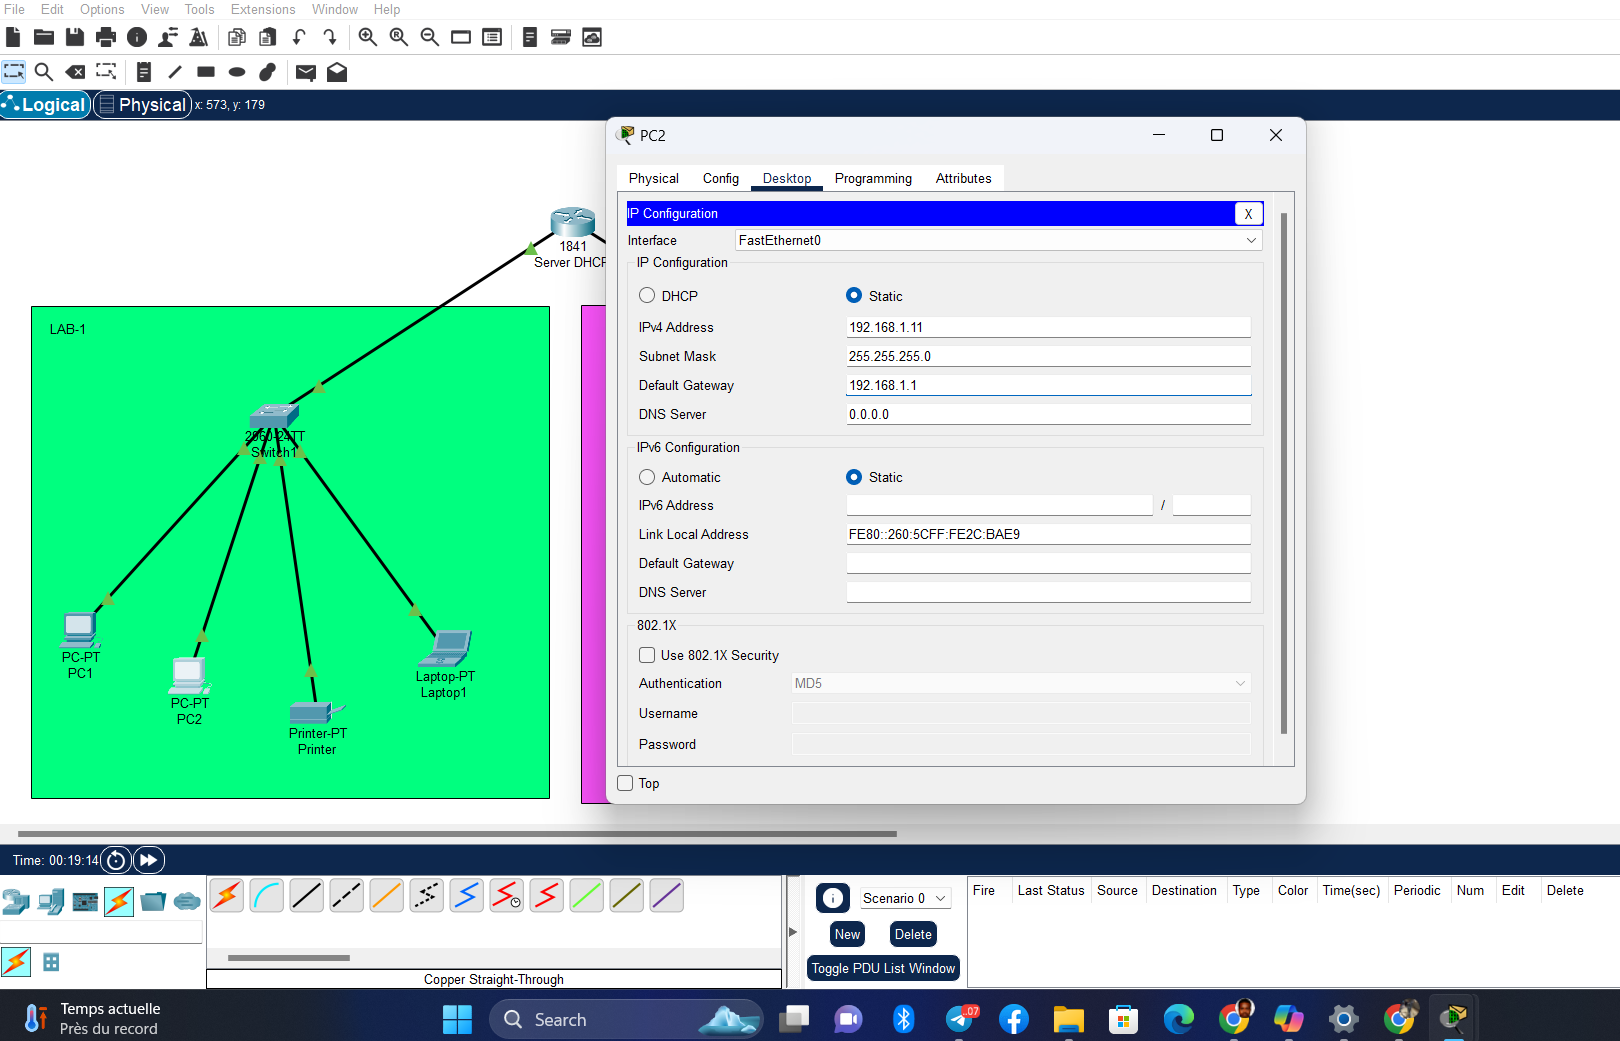 File Edit Options View Tools Extensions Window Help
Logical Physical x: 573, y: 179
PC2
Physical Config Desktop Programming Attributes
IP Configuration X
Interface FastEthernet0
IP Configuration
DHCP Static
IPv4 Address 192.168.1.11
Subnet Mask 255.255.255.0
Default Gateway 192.168.1.1
DNS Server 0.0.0.0
IPv6 Configuration
Automatic Static
IPv6 Address /
Link Local Address FE80::260:5CFF:FE2C:BAE9
Default Gateway
DNS Server
802.1X
Use 802.1X Security
Authentication MD5
Username
Password
Top
1841
Server DHCP
LAB-1
2960-24TT
Switch1
PC-PT
PC1
PC-PT
PC2
Printer-PT
Printer
Laptop-PT
Laptop1
Time: 00:19:14
Copper Straight-Through
Scenario 0
New Delete
Toggle PDU List Window
Fire Last Status Source Destination Type Color Time(sec) Periodic Num Edit Delete
Temps actuelle
Près du record
Search
.07